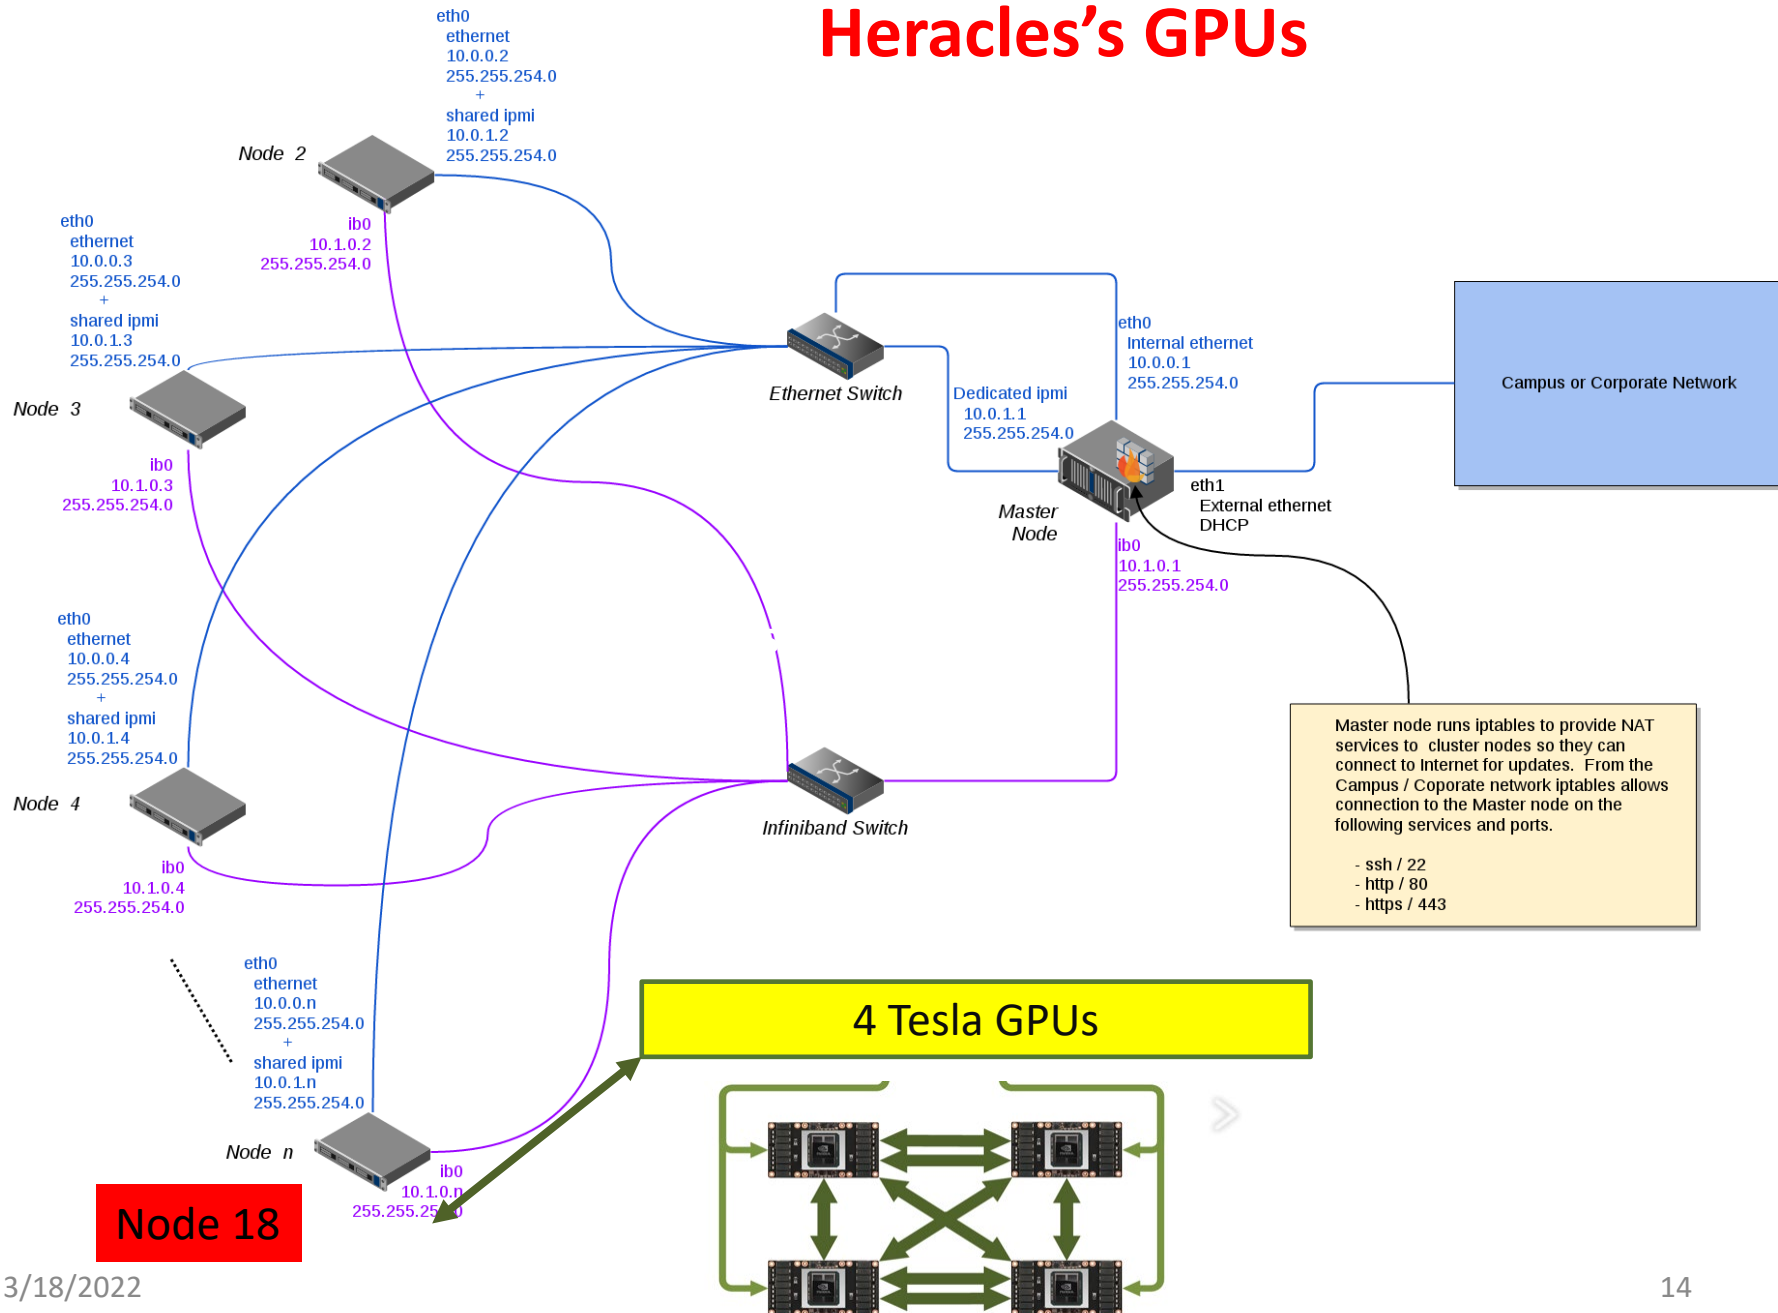 Heracles's GPUs
eth0
ethernet
10.0.0.2
255.255.254.0
+
shared ipmi
10.0.1.2
255.255.254.0
Node 2
ib0
10.1.0.2
255.255.254.0
eth0
ethernet
10.0.0.3
255.255.254.0
+
shared ipmi
10.0.1.3
255.255.254.0
Node 3
ib0
10.1.0.3
255.255.254.0
Ethernet Switch
eth0
Internal ethernet
10.0.0.1
255.255.254.0
Dedicated ipmi
10.0.1.1
255.255.254.0
Campus or Corporate Network
Master
Node
eth1
External ethernet
DHCP
ib0
10.1.0.1
255.255.254.0
eth0
ethernet
10.0.0.4
255.255.254.0
+
shared ipmi
10.0.1.4
255.255.254.0
Node 4
ib0
10.1.0.4
255.255.254.0
Infiniband Switch
Master node runs iptables to provide NAT
services to cluster nodes so they can
connect to Internet for updates. From the
Campus / Coporate network iptables allows
connection to the Master node on the
following services and ports.
- ssh / 22
- http / 80
- https / 443
eth0
ethernet
10.0.0.n
255.255.254.0
+
shared ipmi
10.0.1.n
255.255.254.0
Node n
ib0
10.1.0.n
255.255.254.0
4 Tesla GPUs
Node 18
3/18/2022
14